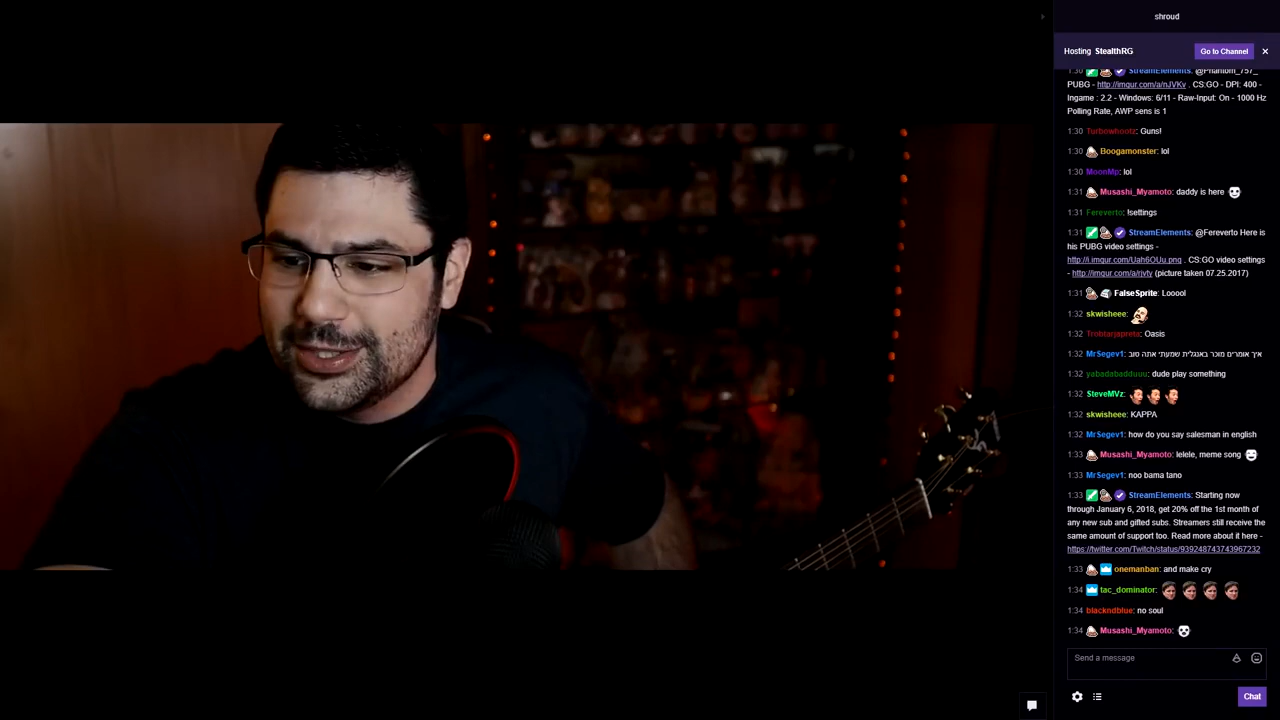 shroud
Hosting StealthRG
Go to Channel
1:30 StreamElements: @Phantom_757_
PUBG - http://imgur.com/a/nJVKv . CS:GO - DPI: 400 -
Ingame : 2.2 - Windows: 6/11 - Raw-Input: On - 1000 Hz
Polling Rate, AWP sens is 1
1:30 Turbowhootz: Guns!
1:30 Boogamonster: lol
1:30 MoonMp: lol
1:31 Musashi_Myamoto: daddy is here
1:31 Fereverto: !settings
1:31 StreamElements: @Fereverto Here is
his PUBG video settings -
http://i.imgur.com/Uah6OUu.png . CS:GO video settings
- http://imgur.com/a/rjvty (picture taken 07.25.2017)
1:31 FalseSprite: Looool
1:32 skwisheee:
1:32 Trobtarjapreta: Oasis
1:32 MrSegev1: איך אומרים מוכר באנגלית שמעתי אתה טוב
1:32 yabadabadduuu: dude play something
1:32 SteveMVz:
1:32 skwisheee: KAPPA
1:32 MrSegev1: how do you say salesman in english
1:33 Musashi_Myamoto: lelele, meme song
1:33 MrSegev1: noo bama tano
1:33 StreamElements: Starting now
through January 6, 2018, get 20% off the 1st month of
any new sub and gifted subs. Streamers still receive the
same amount of support too. Read more about it here -
https://twitter.com/Twitch/status/939248743743967232
1:33 onemanban: and make cry
1:34 tac_dominator:
1:34 blackndblue: no soul
1:34 Musashi_Myamoto:
Send a message
Chat